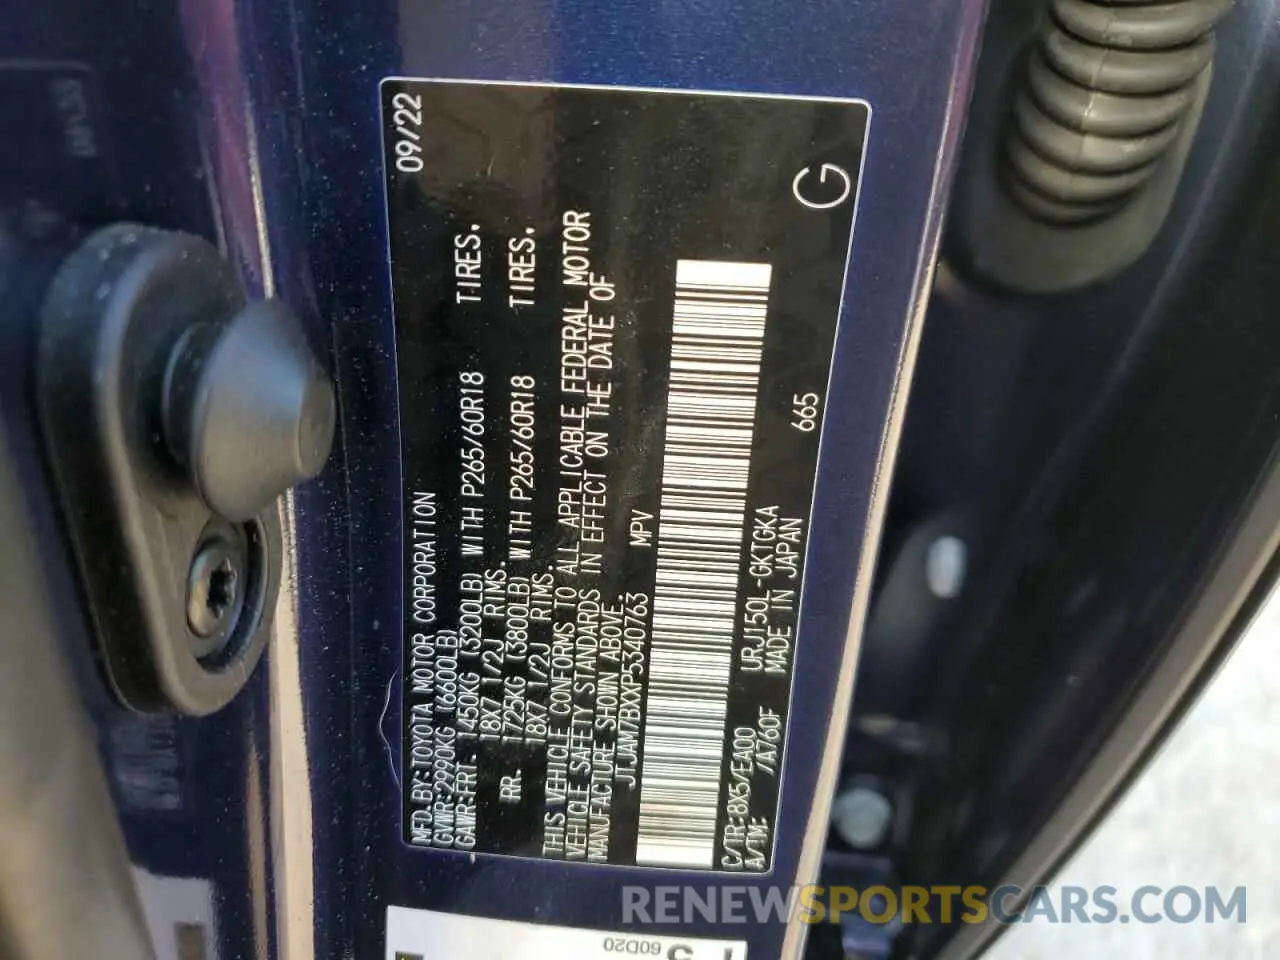 MFD.BY:TOYOTA MOTOR CORPORATION 09/22
GVWR:2990KG (6600LB)
GAWR:FRT. 1450KG (3200LB) WITH P265/60R18 TIRES,
18X7 1/2J RIMS.
RR. 1725KG (3800LB) WITH P265/60R18 TIRES,
18X7 1/2J RIMS.
THIS VEHICLE CONFORMS TO ALL APPLICABLE FEDERAL MOTOR
VEHICLE SAFETY STANDARDS IN EFFECT ON THE DATE OF
MANUFACTURE SHOWN ABOVE.
JTJAM7BXXP5340763 MPV
C/TR:8X5/EA00 URJ150L-GKTGKA 665 G
A/TM: /A760F MADE IN JAPAN
60D20
RENEWSPORTSCARS.COM